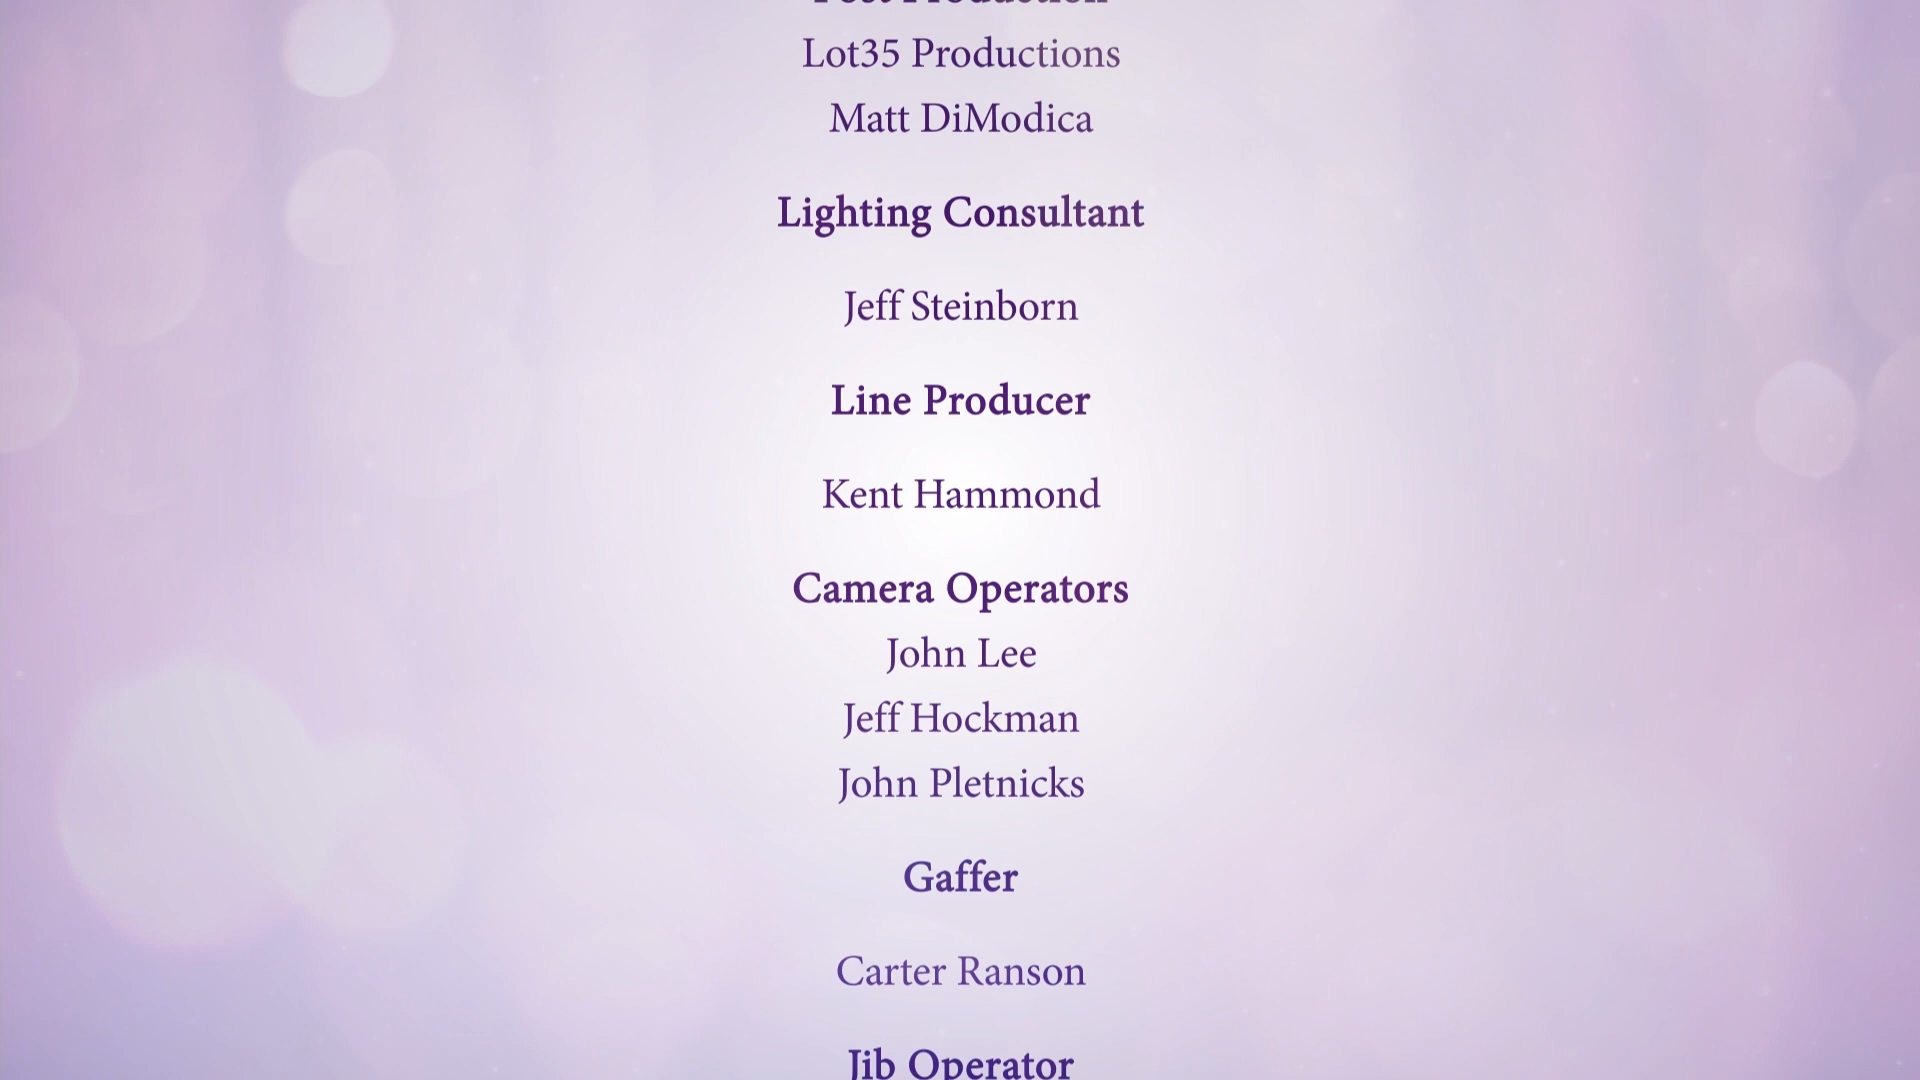 Post Production
Lot35 Productions
Matt DiModica
Lighting Consultant
Jeff Steinborn
Line Producer
Kent Hammond
Camera Operators
John Lee
Jeff Hockman
John Pletnicks
Gaffer
Carter Ranson
Jib Operator